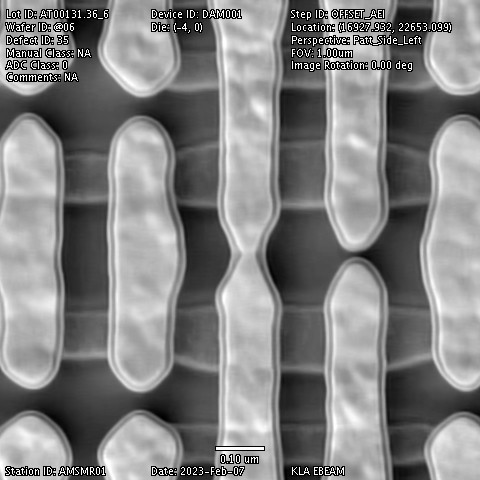 Lot ID: AT00131.36_6
Wafer ID: @06
Defect ID: 35
Manual Class: NA
ADC Class: 0
Comments: NA
Device ID: DAM001
Die: (-4, 0)
Step ID: OFFSET_AEI
Location: (16927.932, 22653.099)
Perspective: Patt_Side_Left
FOV: 1.00um
Image Rotation: 0.00 deg
0.10 um
Station ID: AMSMR01
Date: 2023-Feb-07
KLA EBEAM